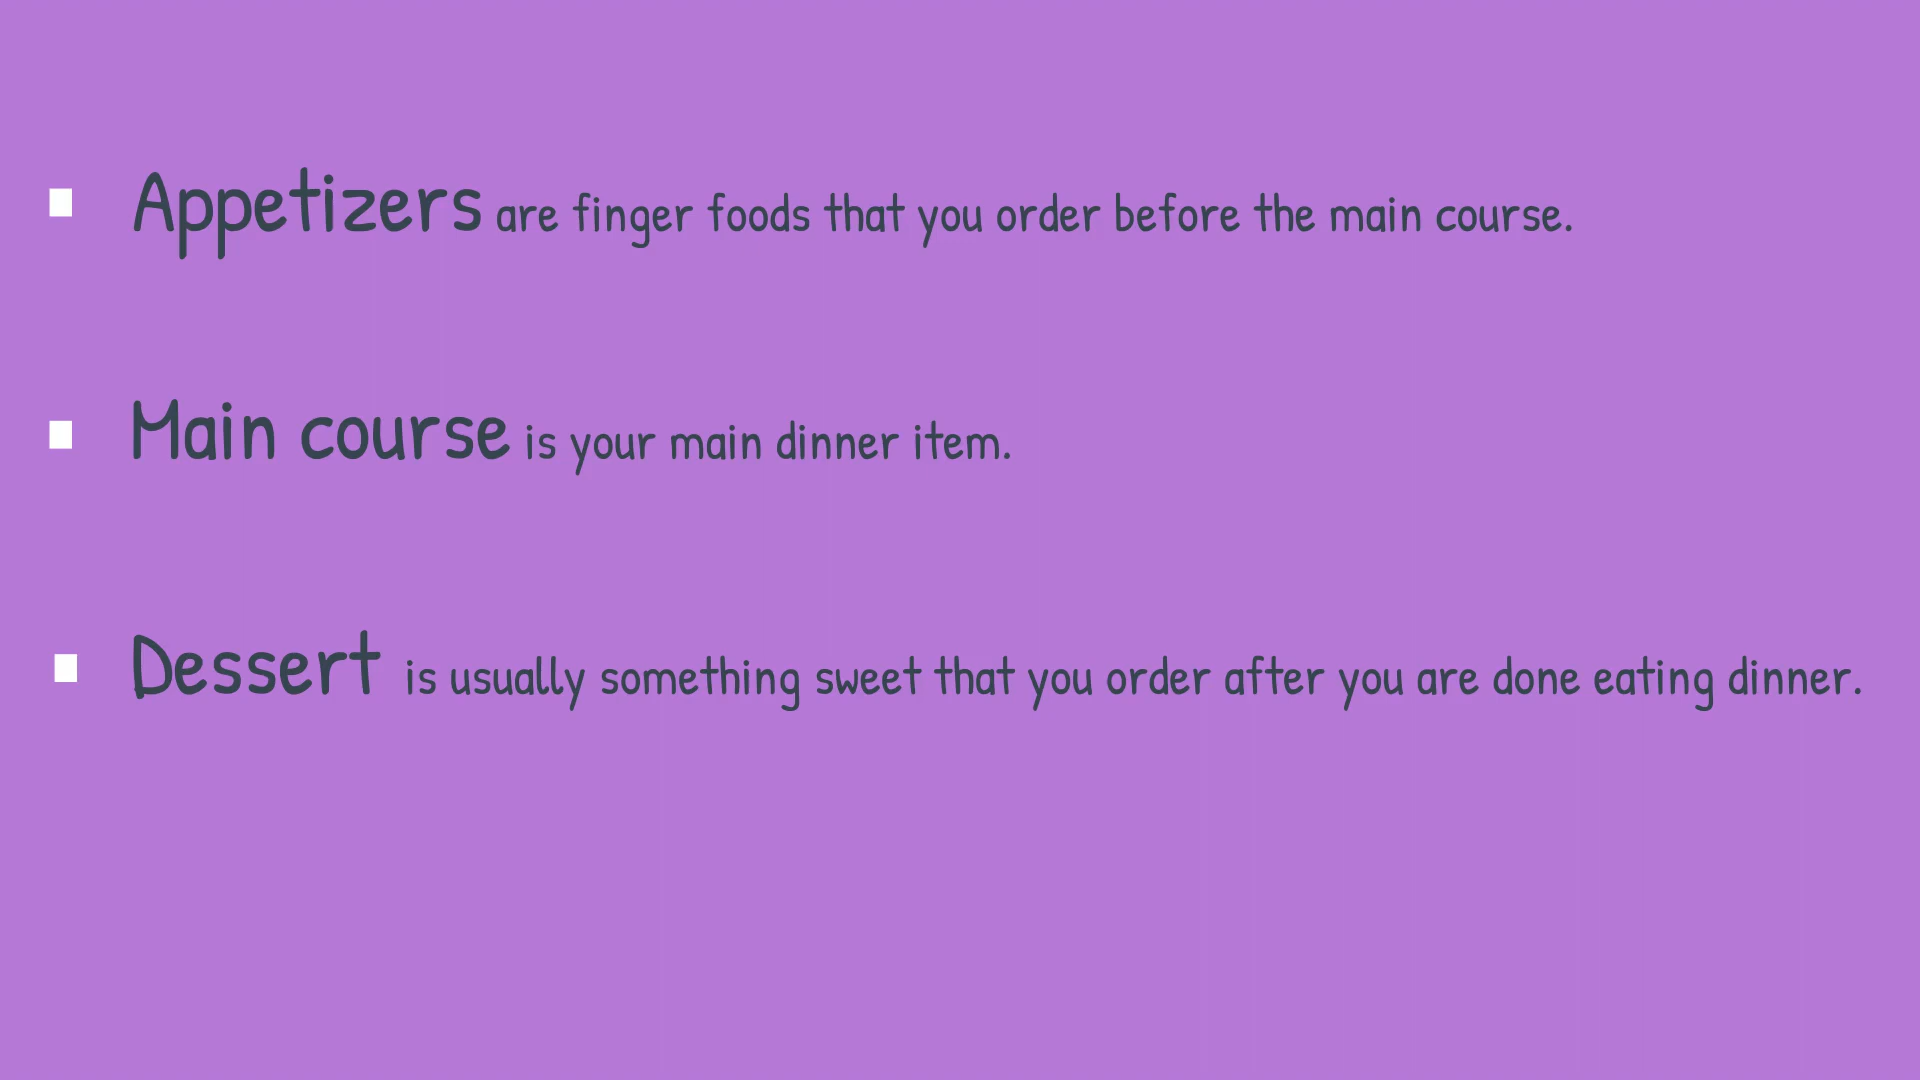 Appetizers are finger foods that you order before the main course.
Main course is your main dinner item.
Dessert is usually something sweet that you order after you are done eating dinner.